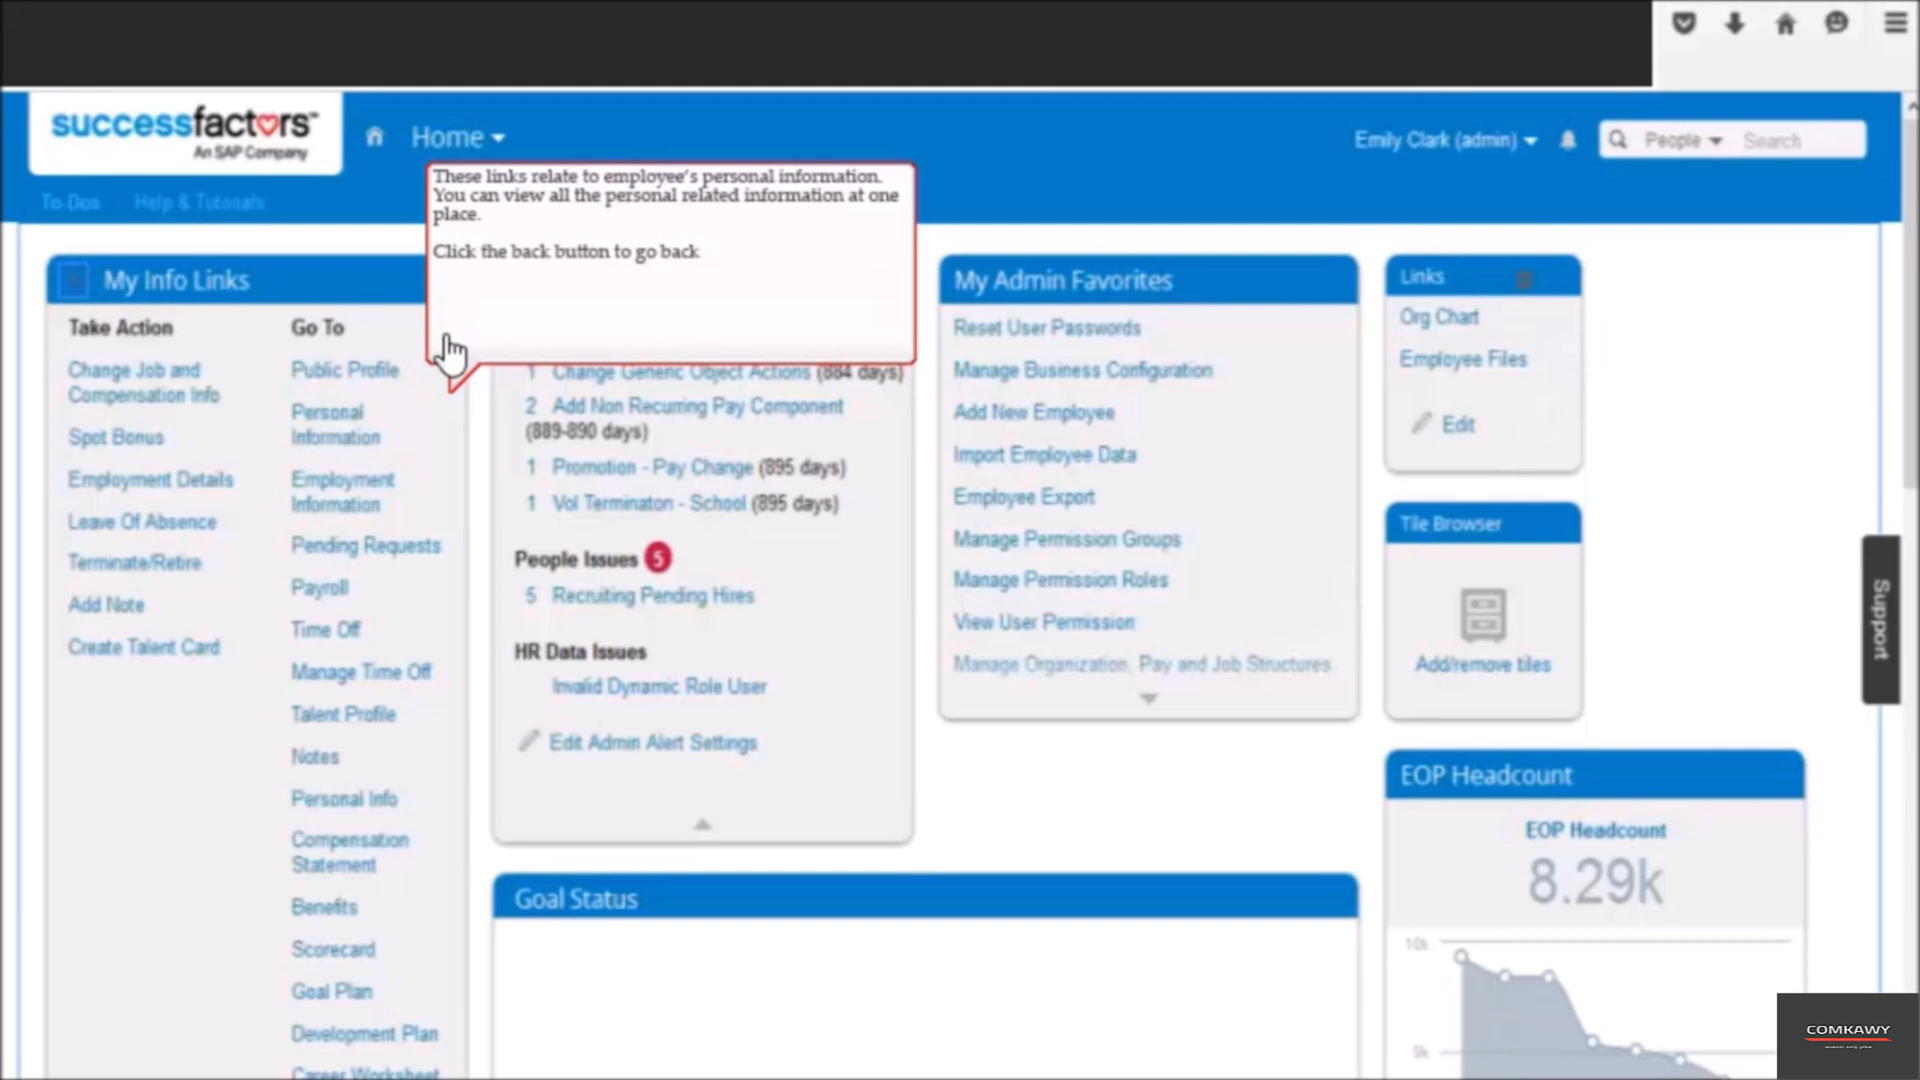 successfactors™
An SAP Company
Home
Emily Clark (admin)
People
Search
To-Dos
Help & Tutorials
These links relate to employee's personal information.
You can view all the personal related information at one
place.
Click the back button to go back
My Info Links
Take Action
Change Job and
Compensation Info
Spot Bonus
Employment Details
Leave Of Absence
Terminate/Retire
Add Note
Create Talent Card
Go To
Public Profile
Personal
Information
Employment
Information
Pending Requests
Payroll
Time Off
Manage Time Off
Talent Profile
Notes
Personal Info
Compensation
Statement
Benefits
Scorecard
Goal Plan
Development Plan
Career Worksheet
1 Change Generic Object Actions (884 days)
2 Add Non Recurring Pay Component
(889-890 days)
1 Promotion - Pay Change (895 days)
1 Vol Terminaton - School (895 days)
People Issues 5
5 Recruiting Pending Hires
HR Data Issues
Invalid Dynamic Role User
Edit Admin Alert Settings
Goal Status
My Admin Favorites
Reset User Passwords
Manage Business Configuration
Add New Employee
Import Employee Data
Employee Export
Manage Permission Groups
Manage Permission Roles
View User Permission
Manage Organization, Pay and Job Structures
Links
Org Chart
Employee Files
Edit
Tile Browser
Add/remove tiles
Support
EOP Headcount
EOP Headcount
8.29k
10k
9k
COMKAWY